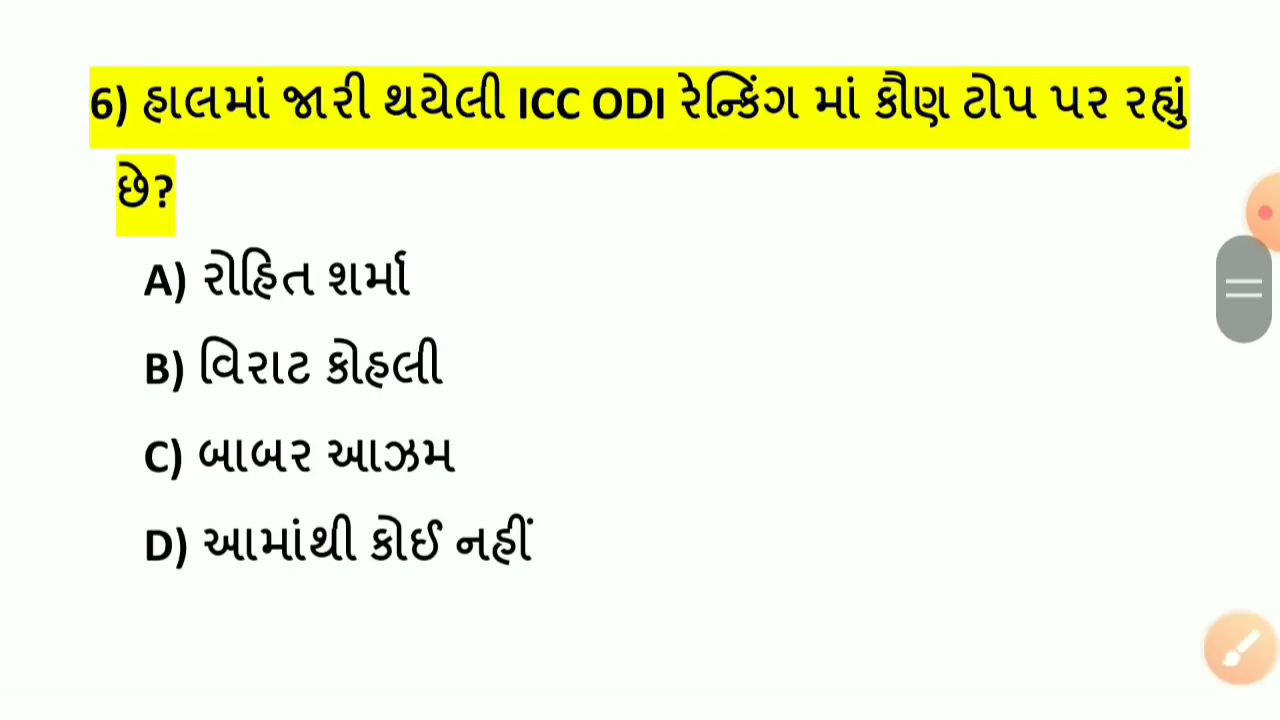 6) હાલમાં જારી થયેલી ICC ODI રેન્કિંગ માં કૌણ ટોપ પર રહ્યું
છે?
A) રોહિત શર્મા
B) વિરાટ કોહલી
C) બાબર આઝમ
D) આમાંથી કોઈ નહીં